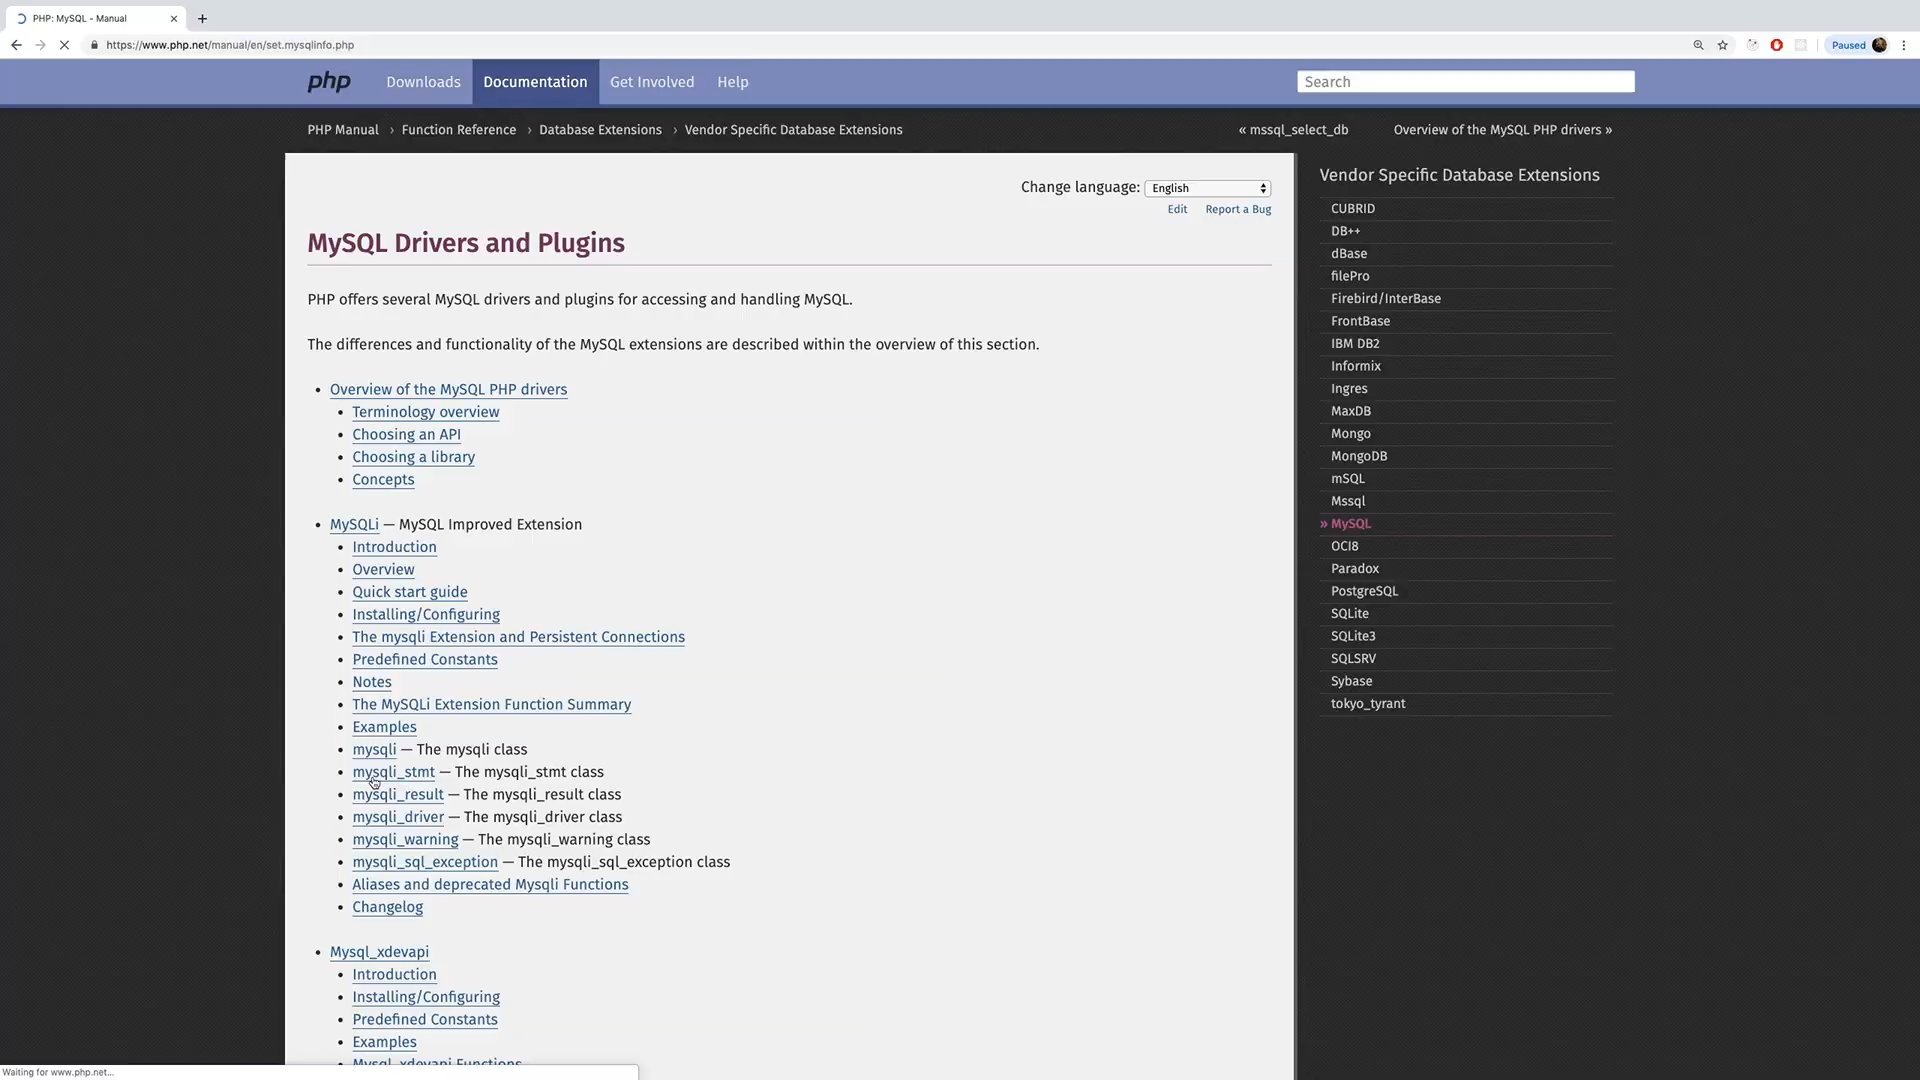 PHP: MySQL - Manual
https://www.php.net/manual/en/set.mysqlinfo.php
Paused
php
Downloads
Documentation
Get Involved
Help
Search
PHP Manual › Function Reference › Database Extensions › Vendor Specific Database Extensions
« mssql_select_db
Overview of the MySQL PHP drivers »
Change language: English
Edit
Report a Bug
MySQL Drivers and Plugins
PHP offers several MySQL drivers and plugins for accessing and handling MySQL.
The differences and functionality of the MySQL extensions are described within the overview of this section.
• Overview of the MySQL PHP drivers
• Terminology overview
• Choosing an API
• Choosing a library
• Concepts
• MySQLi — MySQL Improved Extension
• Introduction
• Overview
• Quick start guide
• Installing/Configuring
• The mysqli Extension and Persistent Connections
• Predefined Constants
• Notes
• The MySQLi Extension Function Summary
• Examples
• mysqli — The mysqli class
• mysqli_stmt — The mysqli_stmt class
• mysqli_result — The mysqli_result class
• mysqli_driver — The mysqli_driver class
• mysqli_warning — The mysqli_warning class
• mysqli_sql_exception — The mysqli_sql_exception class
• Aliases and deprecated Mysqli Functions
• Changelog
• Mysql_xdevapi
• Introduction
• Installing/Configuring
• Predefined Constants
• Examples
• Mysql_xdevapi Functions
Vendor Specific Database Extensions
CUBRID
DB++
dBase
filePro
Firebird/InterBase
FrontBase
IBM DB2
Informix
Ingres
MaxDB
Mongo
MongoDB
mSQL
Mssql
» MySQL
OCI8
Paradox
PostgreSQL
SQLite
SQLite3
SQLSRV
Sybase
tokyo_tyrant
Waiting for www.php.net...